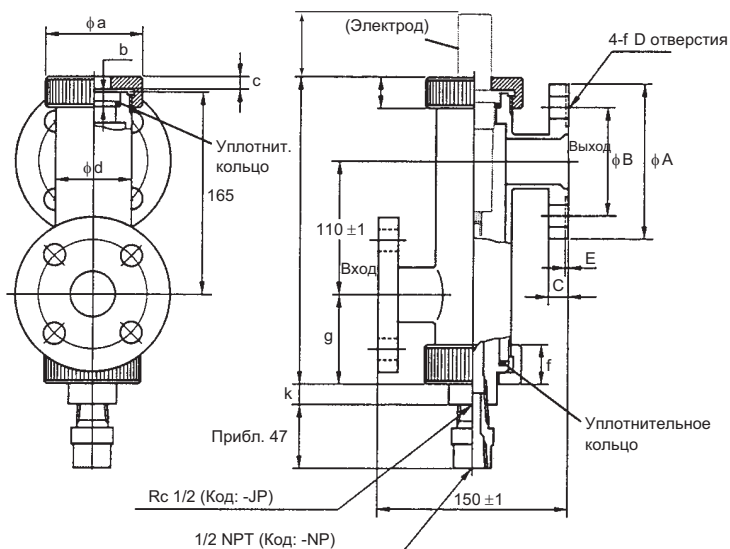 (Электрод)
4-f D отверстия
ϕa
b
c
Уплотнит.
кольцо
ϕd
165
Выход
ϕB
ϕA
110 ±1
Вход
E
C
g
f
k
Уплотнительное
кольцо
Прибл. 47
Rc 1/2 (Код: -JP)
150 ±1
1/2 NPT (Код: -NP)